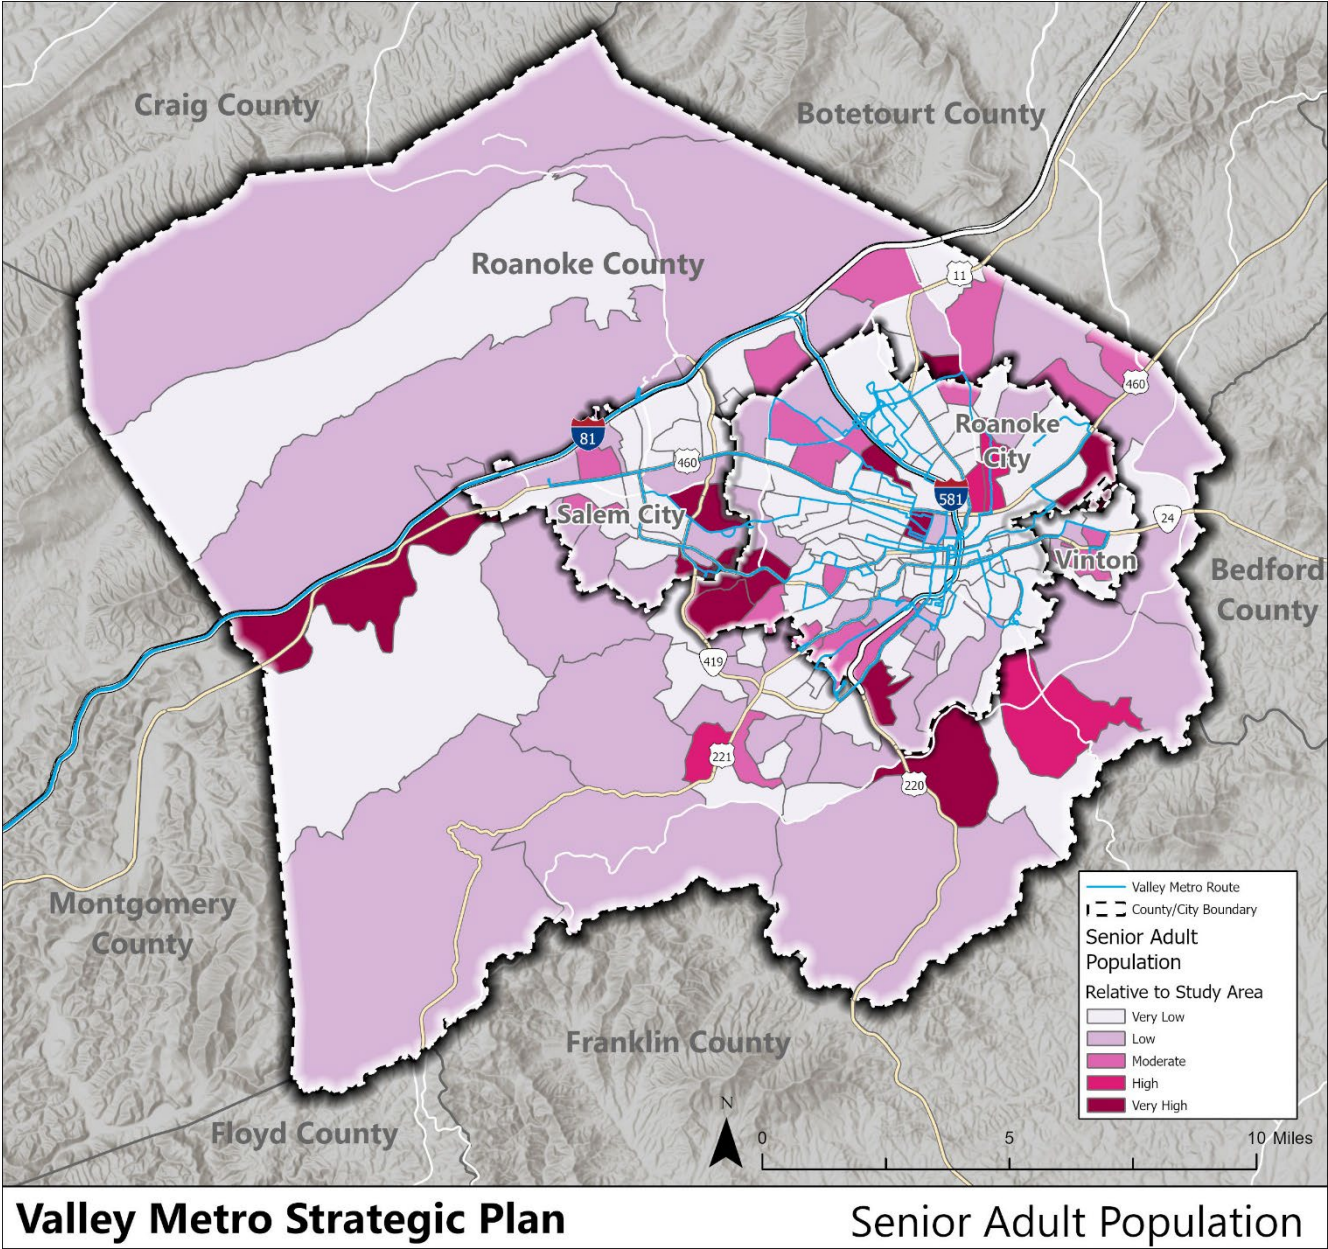 Craig County
Botetourt County
Roanoke County
11
460
Roanoke
City
81
460
581
Salem City
24
Vinton
Bedford
County
419
221
220
Montgomery
County
Franklin County
Floyd County
Valley Metro Route
County/City Boundary
Senior Adult
Population
Relative to Study Area
Very Low
Low
Moderate
High
Very High
N
0 5 10 Miles
Valley Metro Strategic Plan
Senior Adult Population